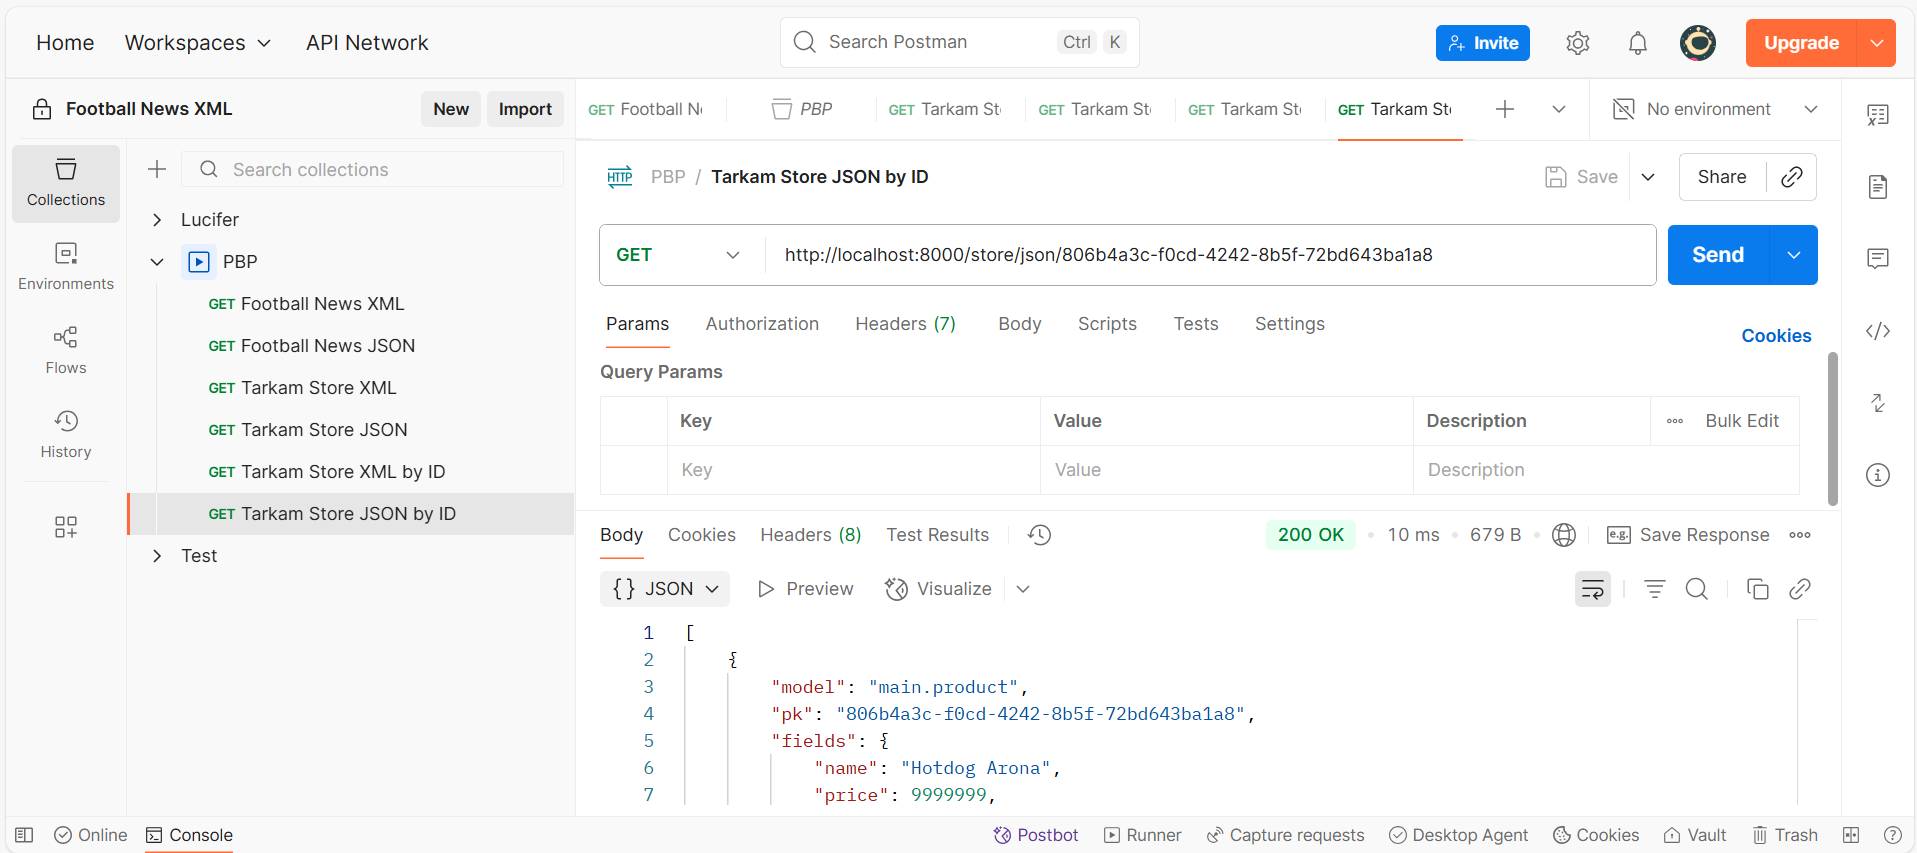 Home Workspaces API Network Search Postman Ctrl K Invite Upgrade
Football News XML New Import
GET Football N PBP GET Tarkam St GET Tarkam St GET Tarkam St GET Tarkam St No environment
Collections
Environments
Flows
History
Search collections
Lucifer
PBP
GET Football News XML
GET Football News JSON
GET Tarkam Store XML
GET Tarkam Store JSON
GET Tarkam Store XML by ID
GET Tarkam Store JSON by ID
Test
HTTP PBP / Tarkam Store JSON by ID Save Share
GET http://localhost:8000/store/json/806b4a3c-f0cd-4242-8b5f-72bd643ba1a8 Send
Params Authorization Headers (7) Body Scripts Tests Settings Cookies
Query Params
Key Value Description Bulk Edit
Key Value Description
Body Cookies Headers (8) Test Results 200 OK • 10 ms • 679 B • e.g. Save Response
{} JSON Preview Visualize
1 [
2 {
3 "model": "main.product",
4 "pk": "806b4a3c-f0cd-4242-8b5f-72bd643ba1a8",
5 "fields": {
6 "name": "Hotdog Arona",
7 "price": 9999999,
Online Console Postbot Runner Capture requests Desktop Agent Cookies Vault Trash